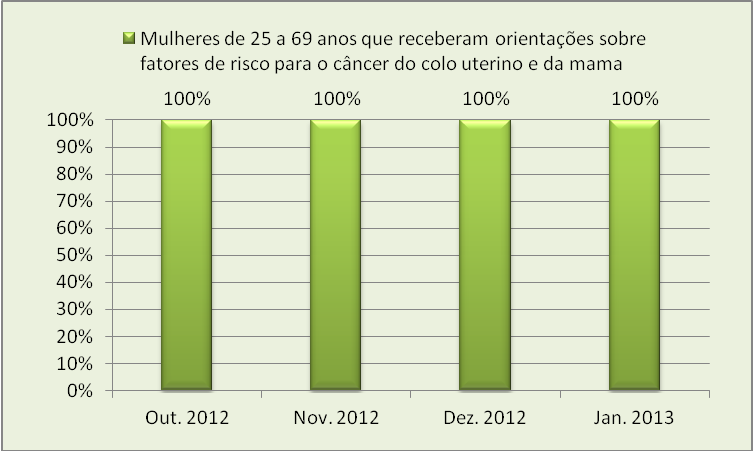 Mulheres de 25 a 69 anos que receberam orientações sobre
fatores de risco para o câncer do colo uterino e da mama
100% 100% 100% 100%
100%
90%
80%
70%
60%
50%
40%
30%
20%
10%
0%
Out. 2012 Nov. 2012 Dez. 2012 Jan. 2013